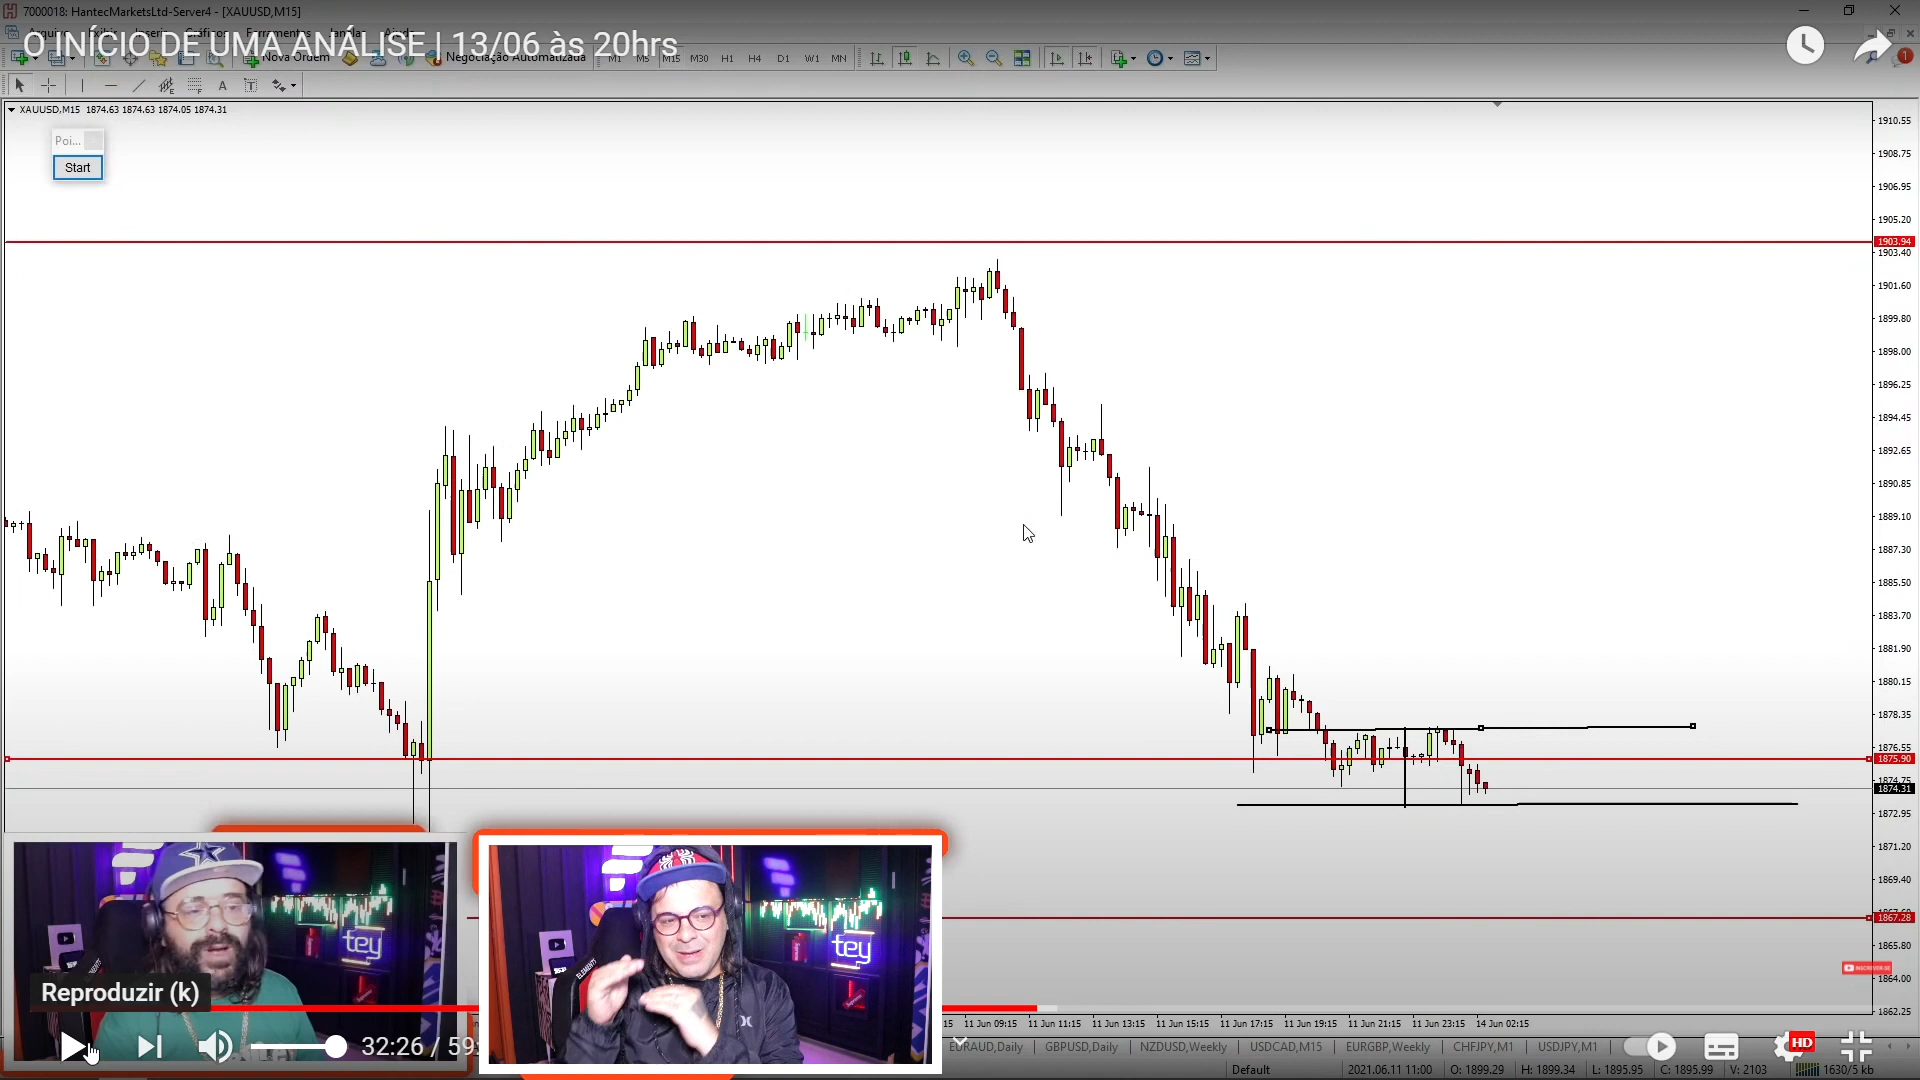 7000018: HantecMarketsLtd-Server4 - [XAUUSD,M15]
O INÍCIO DE UMA ANÁLISE | 13/06 às 20hrs
Nova Ordem
Negociação Automatizada
M1 M5 M15 M30 H1 H4 D1 W1 MN
1
A T
XAUUSD,M15 1874.63 1874.63 1874.05 1874.31
Poi...
Start
1910.55
1908.75
1906.95
1905.20
1903.94
1903.40
1901.60
1899.80
1898.00
1896.25
1894.45
1892.65
1890.85
1889.10
1887.30
1885.50
1883.70
1881.90
1880.15
1878.35
1876.55
1875.90
1874.75
1874.31
1872.95
1871.20
1869.40
1867.28
1865.80
INSCREVER-SE
1864.00
1862.25
tey
tey
Reproduzir (k)
32:26 / 59:
15 11 Jun 09:15 11 Jun 11:15 11 Jun 13:15 11 Jun 15:15 11 Jun 17:15 11 Jun 19:15 11 Jun 21:15 11 Jun 23:15 14 Jun 02:15
EURAUD,Daily GBPUSD,Daily NZDUSD,Weekly USDCAD,M15 EURGBP,Weekly CHFJPY,M1 USDJPY,M1
HD
Default 2021.06.11 11:00 O: 1899.29 H: 1899.34 L: 1895.95 C: 1895.99 V: 2103 1630/5 kb